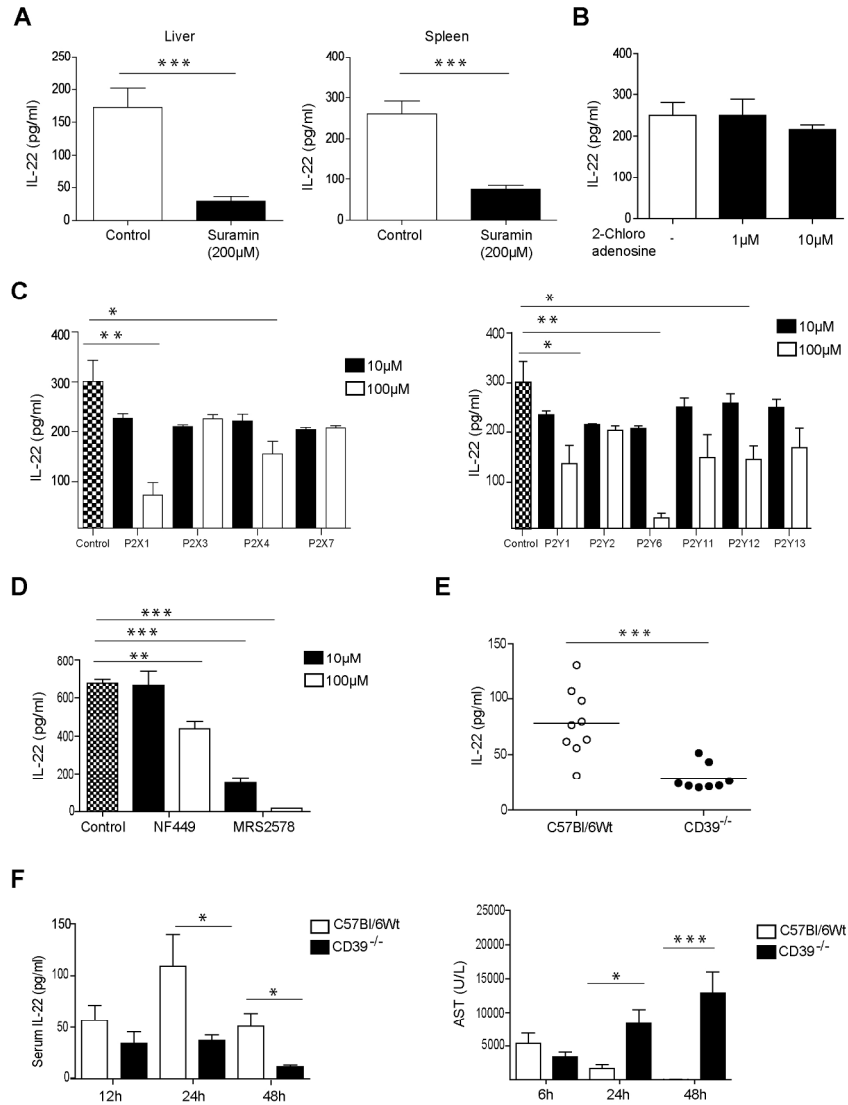 A
Liver
***
IL-22 (pg/ml)
250
200
150
100
50
0
Control
Suramin
(200µM)
Spleen
***
IL-22 (pg/ml)
400
300
200
100
0
Control
Suramin
(200µM)
B
IL-22 (pg/ml)
400
300
200
100
0
2-Chloro
adenosine
-
1µM
10µM
C
*
**
IL-22 (pg/ml)
400
300
200
100
10µM
100µM
Control
P2X1
P2X3
P2X4
P2X7
*
**
*
IL-22 (pg/ml)
400
300
200
100
10µM
100µM
Control
P2Y1
P2Y2
P2Y6
P2Y11
P2Y12
P2Y13
D
***
***
**
IL-22 (pg/ml)
800
600
400
200
0
10µM
100µM
Control
NF449
MRS2578
E
***
IL-22 (pg/ml)
150
100
50
0
C57Bl/6Wt
CD39-/-
F
Serum IL-22 (pg/ml)
150
100
50
0
*
*
C57Bl/6Wt
CD39-/-
12h
24h
48h
AST (U/L)
25000
20000
15000
10000
5000
*
***
C57Bl/6Wt
CD39-/-
6h
24h
48h